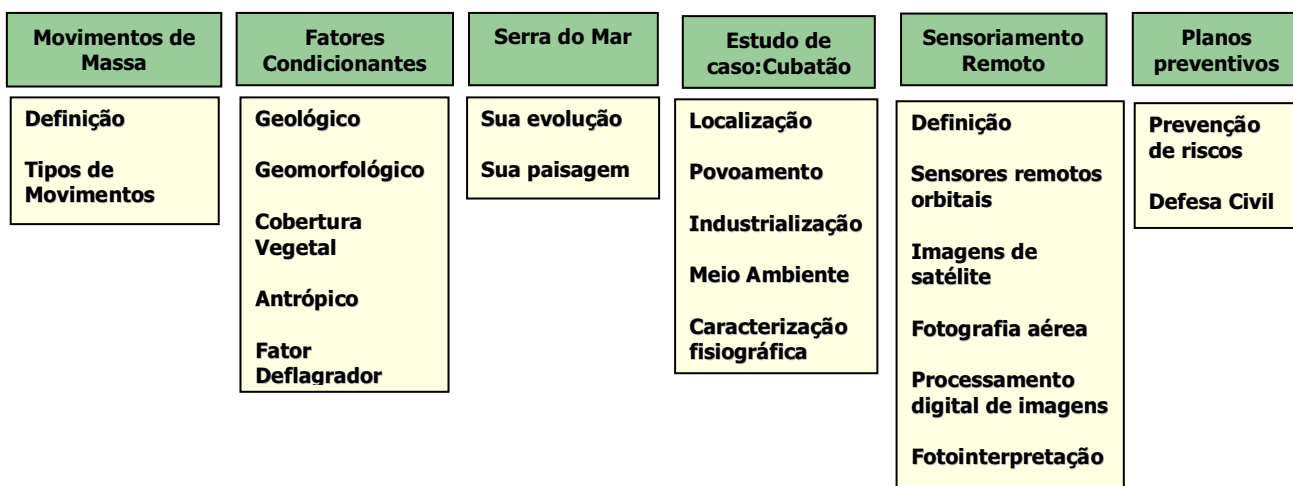 Movimentos de
Massa
Definição
Tipos de
Movimentos
Fatores
Condicionantes
Geológico
Geomorfológico
Cobertura
Vegetal
Antrópico
Fator
Deflagrador
Serra do Mar
Sua evolução
Sua paisagem
Estudo de
caso:Cubatão
Localização
Povoamento
Industrialização
Meio Ambiente
Caracterização
fisiográfica
Sensoriamento
Remoto
Definição
Sensores remotos
orbitais
Imagens de
satélite
Fotografia aérea
Processamento
digital de imagens
Fotointerpretação
Planos
preventivos
Prevenção
de riscos
Defesa Civil